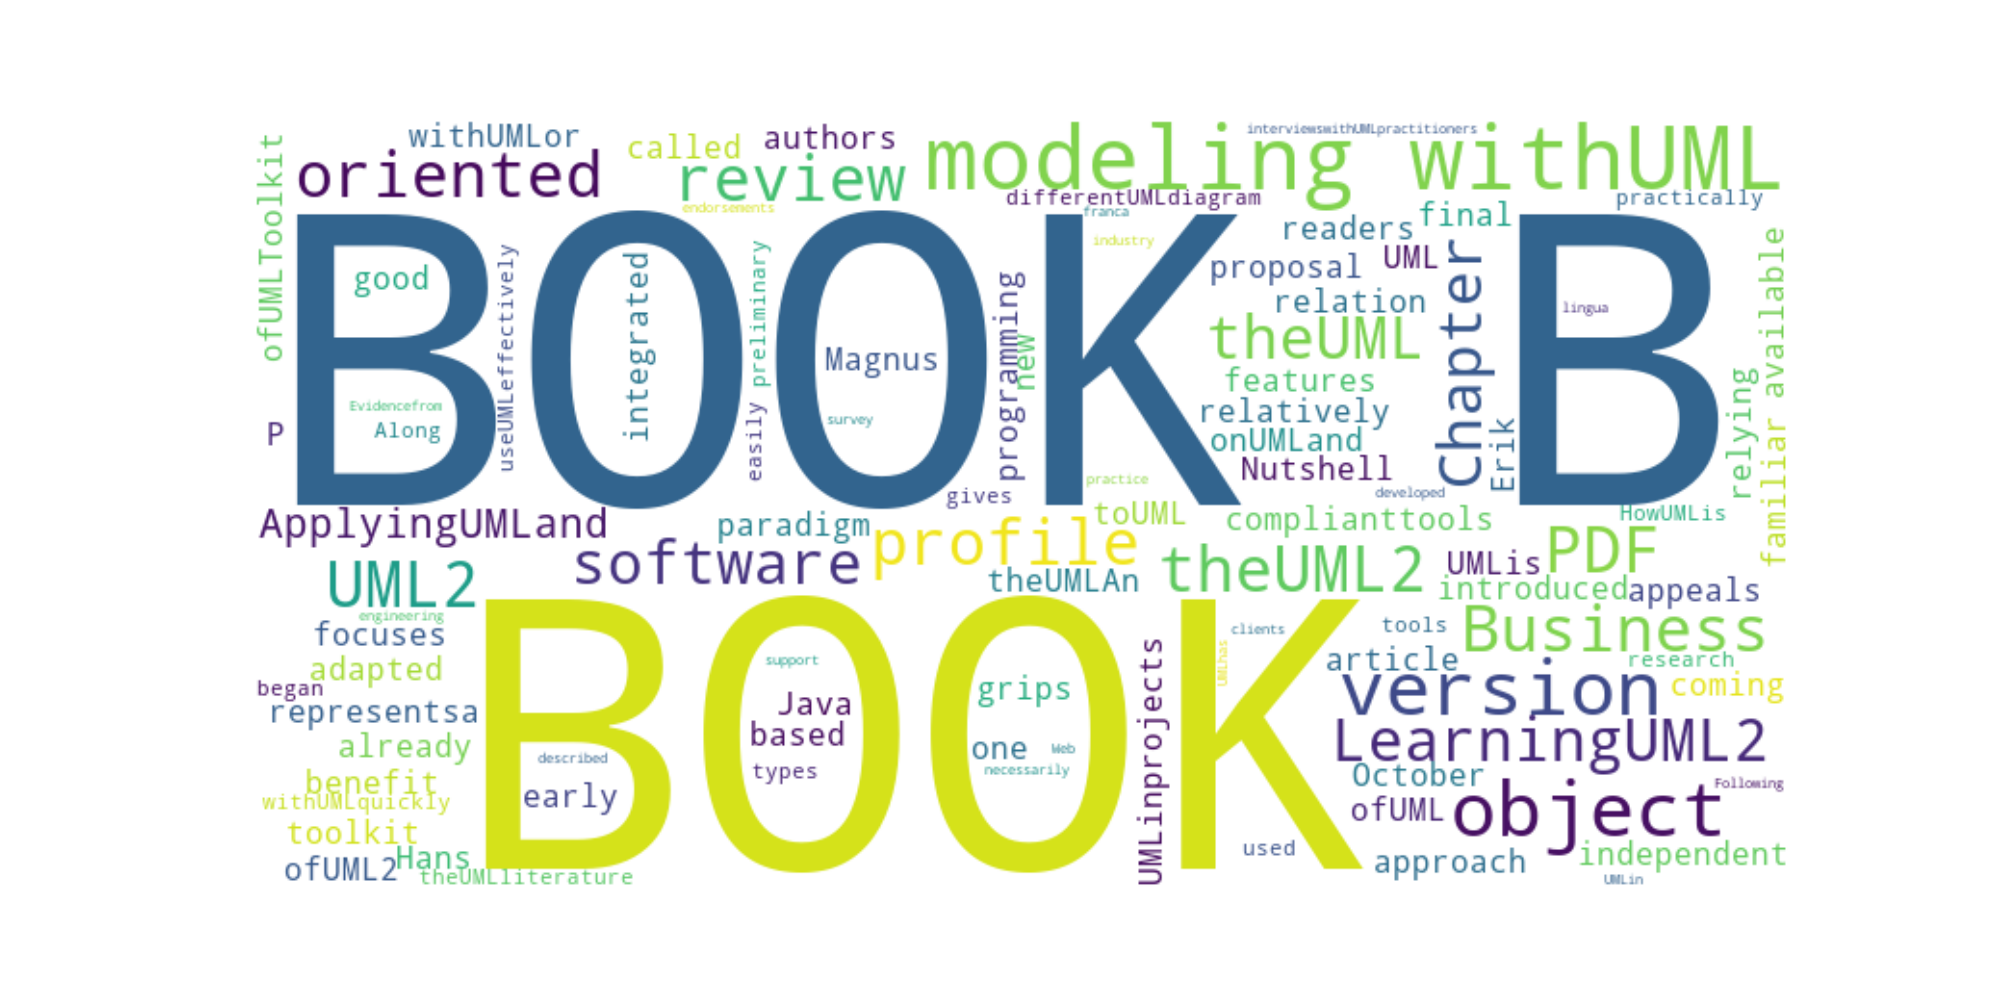 withUMLor
called
authors
interviewswithUMLpractitioners
oriented
review
modeling
withUML
ofUMLToolkit
endorsements
differentUMLdiagram
practically
franca
final
readers
industry
BOOK B
good
useUMLeffectively
integrated
preliminary
Magnus
programming
new
proposal
UML
relation
Chapter
lingua
theUML
features
relatively
onUMLand
Nutshell
Erik
available
relying
familiar
Evidencefrom
Along
survey
easily
P
practice
gives
developed
ApplyingUMLand
paradigm
profile
toUML
complianttools
HowUMLis
software
theUMLAn
theUML2
UMLis
PDF
UML2
introduced
appeals
engineering
BOOK
focuses
support
clients
tools
Business
adapted
UMLhas
article
research
began
Java
grips
UMLinprojects
version
coming
representsa
based
one
Web
LearningUML2
already
described
types
necessarily
October
Following
benefit
early
withUMLquickly
ofUML
object
toolkit
used
independent
ofUML2
Hans
theUMLliterature
approach
UMLin